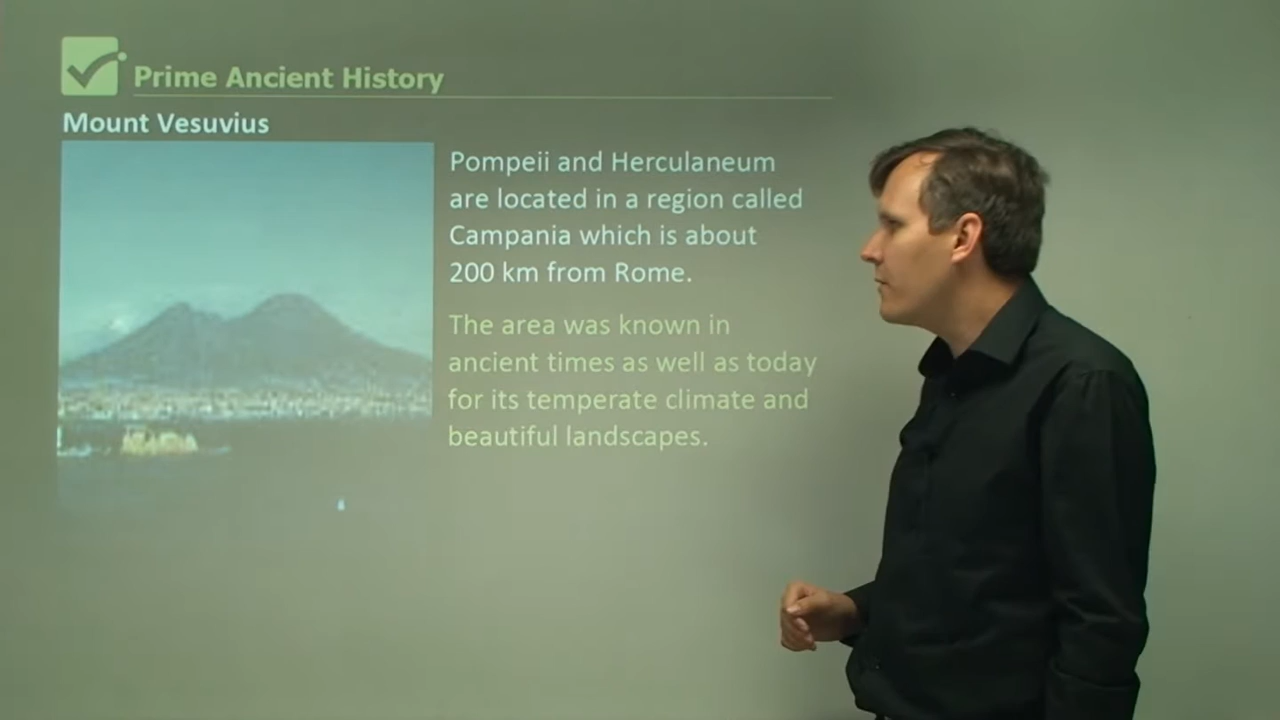 Prime Ancient History
Mount Vesuvius
Pompeii and Herculaneum
are located in a region called
Campania which is about
200 km from Rome.
The area was known in
ancient times as well as today
for its temperate climate and
beautiful landscapes.